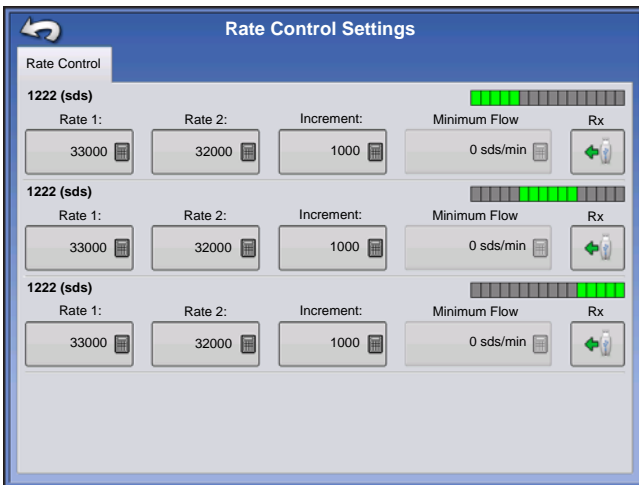 Rate Control Settings
Rate Control
1222 (sds)
Rate 1: Rate 2: Increment: Minimum Flow Rx
33000 32000 1000 0 sds/min
1222 (sds)
Rate 1: Rate 2: Increment: Minimum Flow Rx
33000 32000 1000 0 sds/min
1222 (sds)
Rate 1: Rate 2: Increment: Minimum Flow Rx
33000 32000 1000 0 sds/min